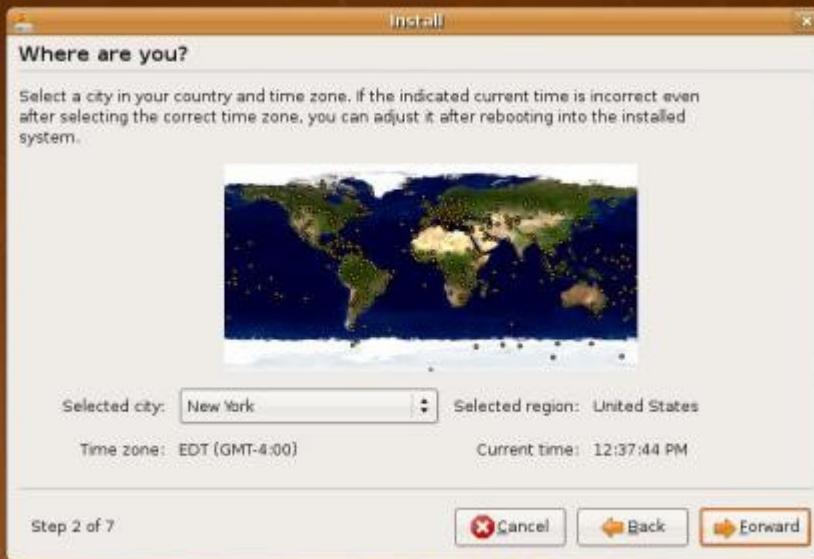 Install
Where are you?
Select a city in your country and time zone. If the indicated current time is incorrect even
after selecting the correct time zone, you can adjust it after rebooting into the installed
system.
Selected city: New York Selected region: United States
Time zone: EDT (GMT-4:00) Current time: 12:37:44 PM
Step 2 of 7 Cancel Back Forward